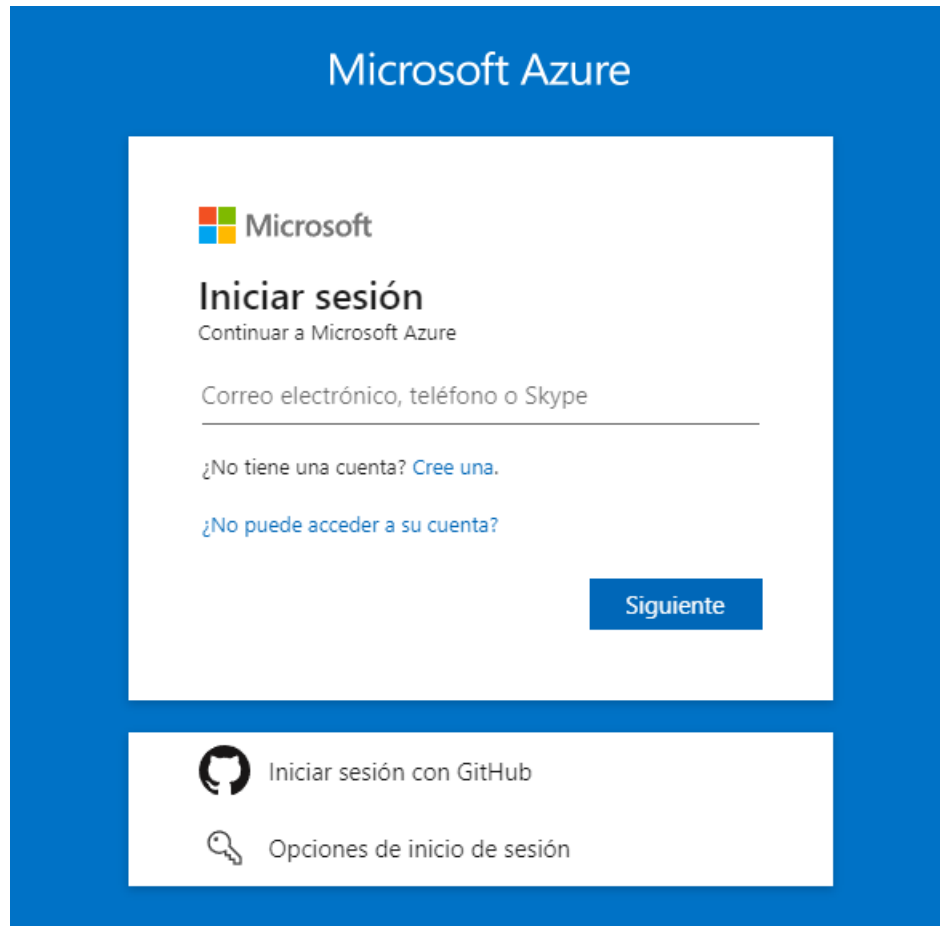 Microsoft Azure
Microsoft
Iniciar sesión
Continuar a Microsoft Azure
Correo electrónico, teléfono o Skype
¿No tiene una cuenta? Cree una.
¿No puede acceder a su cuenta?
Siguiente
Iniciar sesión con GitHub
Opciones de inicio de sesión